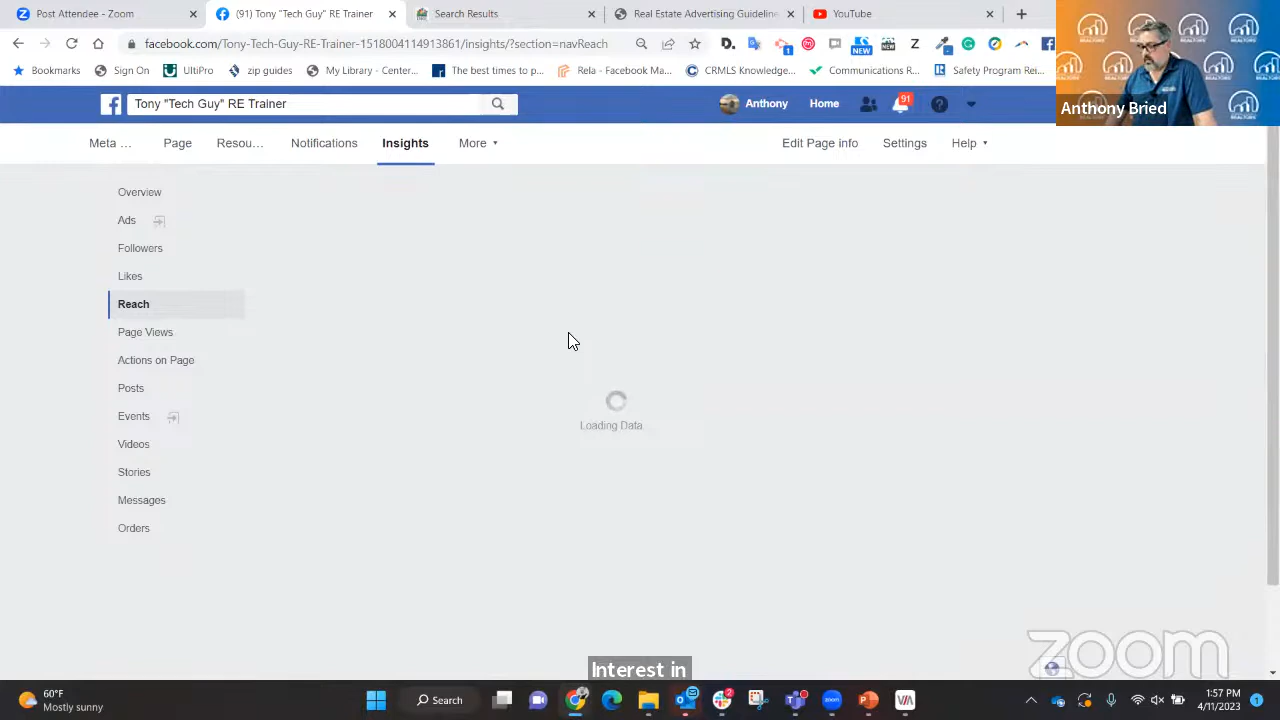 Post Attendee - Zoom
(91) Tony "Tech Guy" RE Trainer
Search Results
Real Estate Advertising Guideline
YouTube
facebook.com/Tony-Tech-Guy-RE-Trainer-
/insights/?
navReach
NEW
NEW
Bookmarks
Sign On
UltiPro
zip guides
The best times to p...
Rela - Facebook Ma...
CRMLS Knowledge...
Communications R...
Safety Program Rei
Tony "Tech Guy" RE Trainer
Anthony
Home
91
Anthony Bried
Meta ...
Page
Resou...
Notifications
Insights
More
Edit Page info
Settings
Help
Overview
Ads
Followers
Likes
Reach
Page Views
Actions on Page
Posts
Events
Videos
Stories
Messages
Orders
Loading Data
Interest in
zoom
60°F
Mostly sunny
Search
1:57 PM
4/11/2023